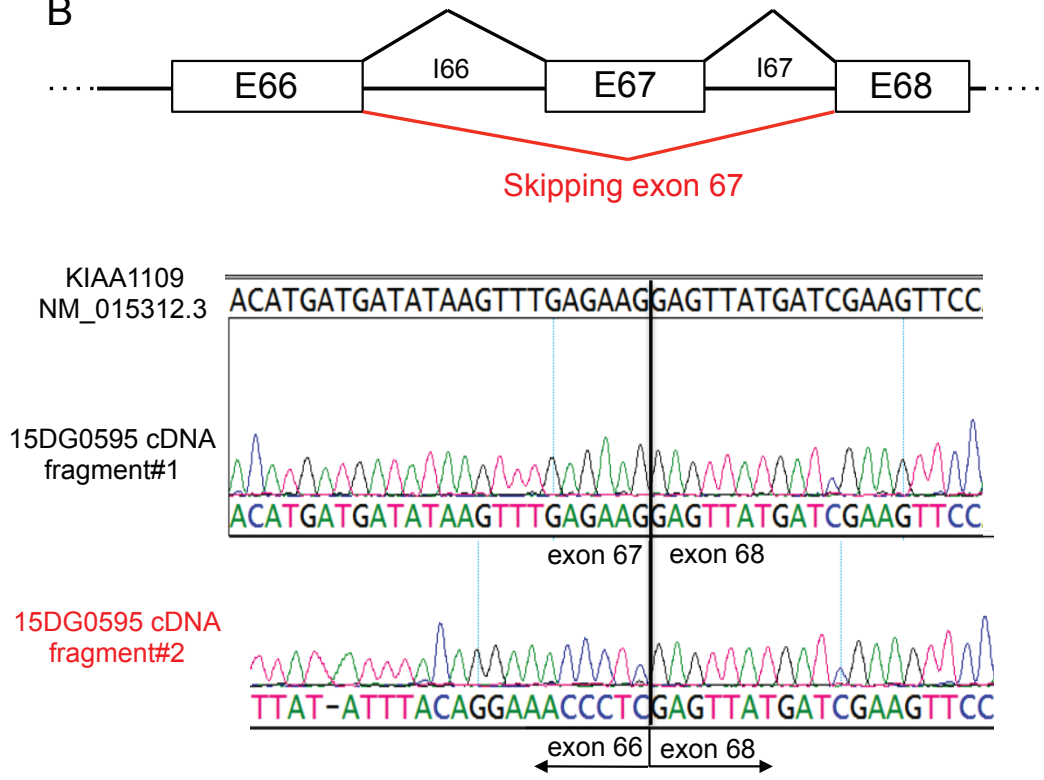 B
E66
I66
E67
I67
E68
Skipping exon 67
KIAA1109
NM_015312.3
ACATGATGATATAAGTTTGAGAAGGAGTTATGATCGAAGTTCC
15DG0595 cDNA
fragment#1
ACATGATGATATAAGTTTGAGAAGGAGTTATGATCGAAGTTCC
exon 67
exon 68
15DG0595 cDNA
fragment#2
TTAT-ATTTACAGGAAACCCTCGAGTTATGATCGAAGTTCC
exon 66
exon 68